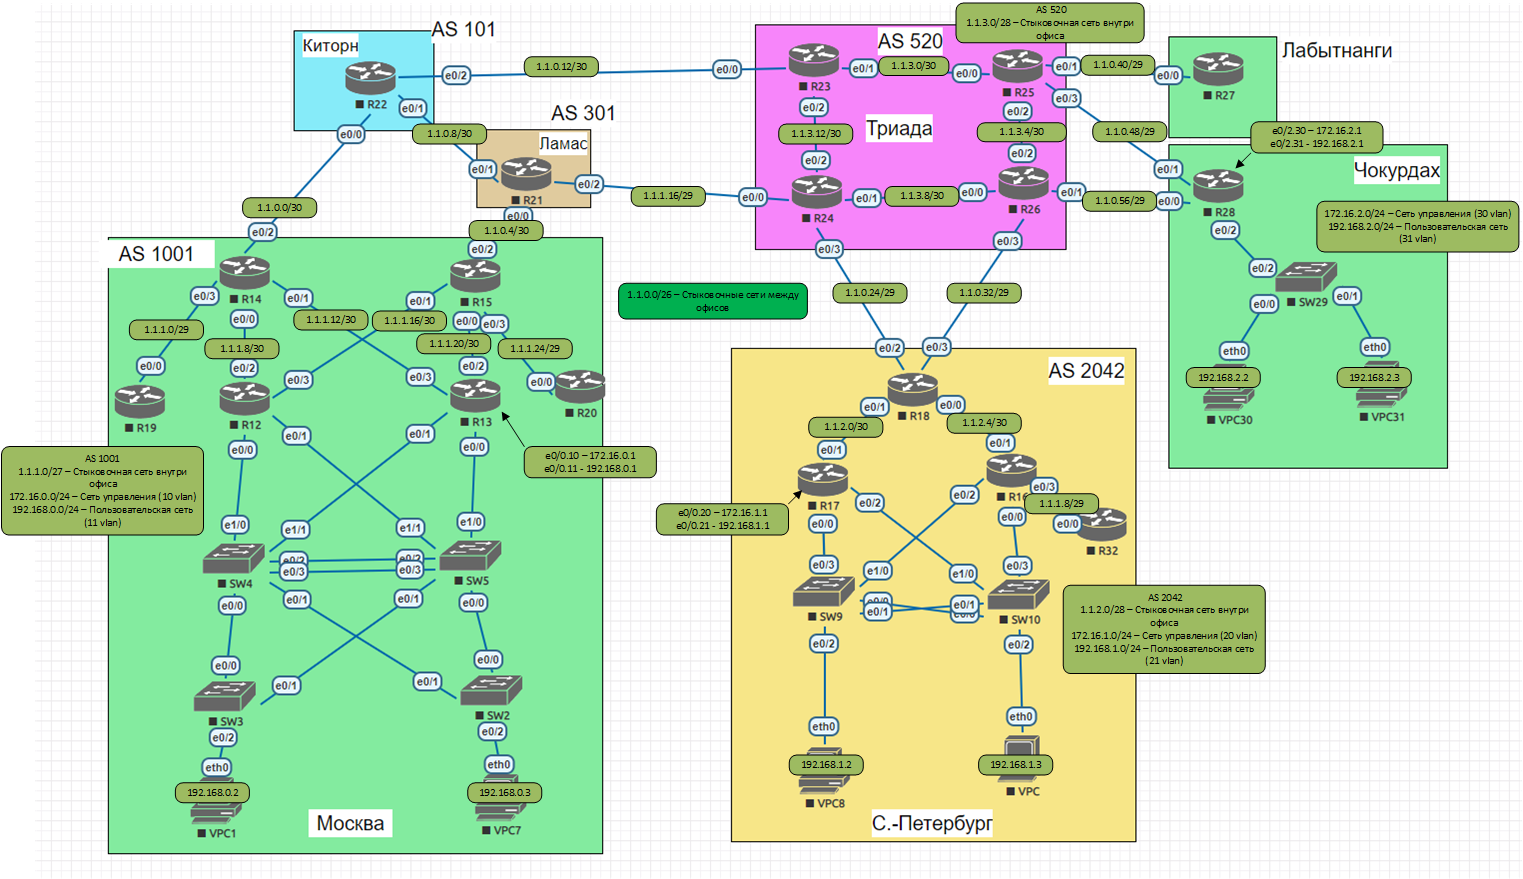 AS 101
Киторн
R22
e0/2
e0/1
e0/0
1.1.0.12/30
1.1.0.8/30
1.1.0.0/30
AS 301
Ламас
e0/1
R21
e0/2
e0/0
1.1.1.16/29
1.1.0.4/30
AS 520
1.1.3.0/28 – Стыковочная сеть внутри
офиса
AS 520
Триада
e0/0
R23
e0/1
1.1.3.0/30
e0/0
R25
e0/1
e0/3
e0/2
1.1.3.12/30
e0/2
e0/2
1.1.3.4/30
e0/2
e0/0
R24
e0/1
1.1.3.8/30
e0/0
R26
e0/1
e0/3
e0/3
1.1.0.40/29
1.1.0.48/29
1.1.0.56/29
Лабытнанги
e0/0
R27
e0/2.30 – 172.16.2.1
e0/2.31 - 192.168.2.1
Чокурдах
e0/1
e0/0
R28
e0/2
172.16.2.0/24 – Сеть управления (30 vlan)
192.168.2.0/24 – Пользовательская сеть
(31 vlan)
e0/2
SW29
e0/0
e0/1
eth0
eth0
192.168.2.2
192.168.2.3
VPC30
VPC31
1.1.0.0/26 – Стыковочные сети между
офисов
1.1.0.24/29
1.1.0.32/29
AS 1001
e0/2
R14
e0/3
e0/1
e0/0
e0/2
R15
e0/1
e0/0
e0/3
1.1.1.0/29
1.1.1.12/30
1.1.1.16/30
1.1.1.8/30
1.1.1.20/30
1.1.1.24/29
e0/0
R19
e0/2
e0/3
R12
e0/1
e0/0
e0/2
e0/3
R13
e0/1
e0/0
e0/0
R20
e0/0.10 – 172.16.0.1
e0/0.11 - 192.168.0.1
AS 1001
1.1.1.0/27 – Стыковочная сеть внутри
офиса
172.16.0.0/24 – Сеть управления (10 vlan)
192.168.0.0/24 – Пользовательская сеть
(11 vlan)
e1/0
e1/1
e1/1
e1/0
e0/2
e0/3
e0/2
e0/3
SW4
SW5
e0/0
e0/1
e0/1
e0/0
e0/0
e0/1
e0/1
e0/0
SW3
SW2
e0/2
e0/2
eth0
eth0
192.168.0.2
192.168.0.3
VPC1
VPC7
Москва
AS 2042
e0/2
e0/3
R18
e0/1
e0/0
1.1.2.0/30
1.1.2.4/30
e0/1
e0/0
R17
e0/2
e0/0
e0/1
R16
e0/3
e0/2
e0/0
1.1.1.8/29
e0/0
R32
e0/0.20 – 172.16.1.1
e0/0.21 - 192.168.1.1
e0/3
e1/0
e1/0
e0/3
e0/0
e0/1
e0/1
e0/0
SW9
SW10
e0/2
e0/2
AS 2042
1.1.2.0/28 – Стыковочная сеть внутри
офиса
172.16.1.0/24 – Сеть управления (20 vlan)
192.168.1.0/24 – Пользовательская сеть
(21 vlan)
eth0
eth0
192.168.1.2
192.168.1.3
VPC8
VPC
С.-Петербург